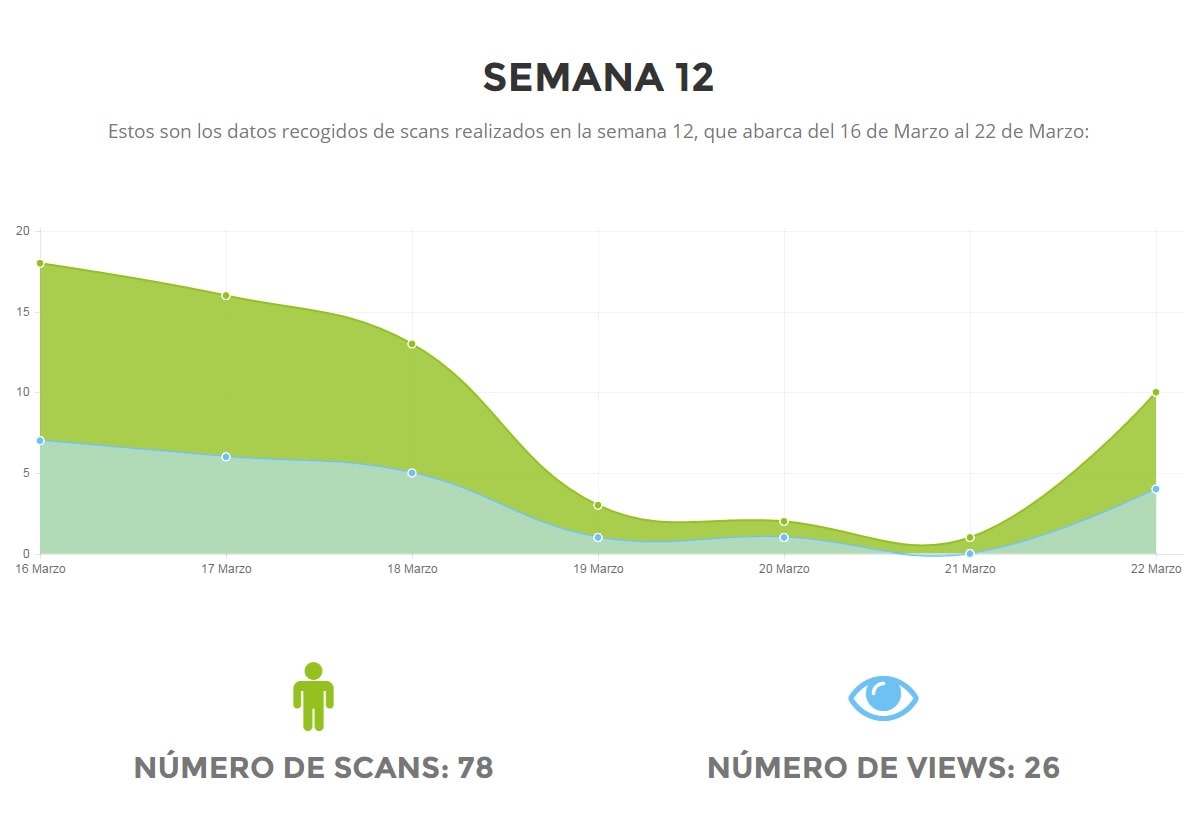 SEMANA 12
Estos son los datos recogidos de scans realizados en la semana 12, que abarca del 16 de Marzo al 22 de Marzo:
20
15
10
5
0
16 Marzo 17 Marzo 18 Marzo 19 Marzo 20 Marzo 21 Marzo 22 Marzo
NÚMERO DE SCANS: 78
NÚMERO DE VIEWS: 26